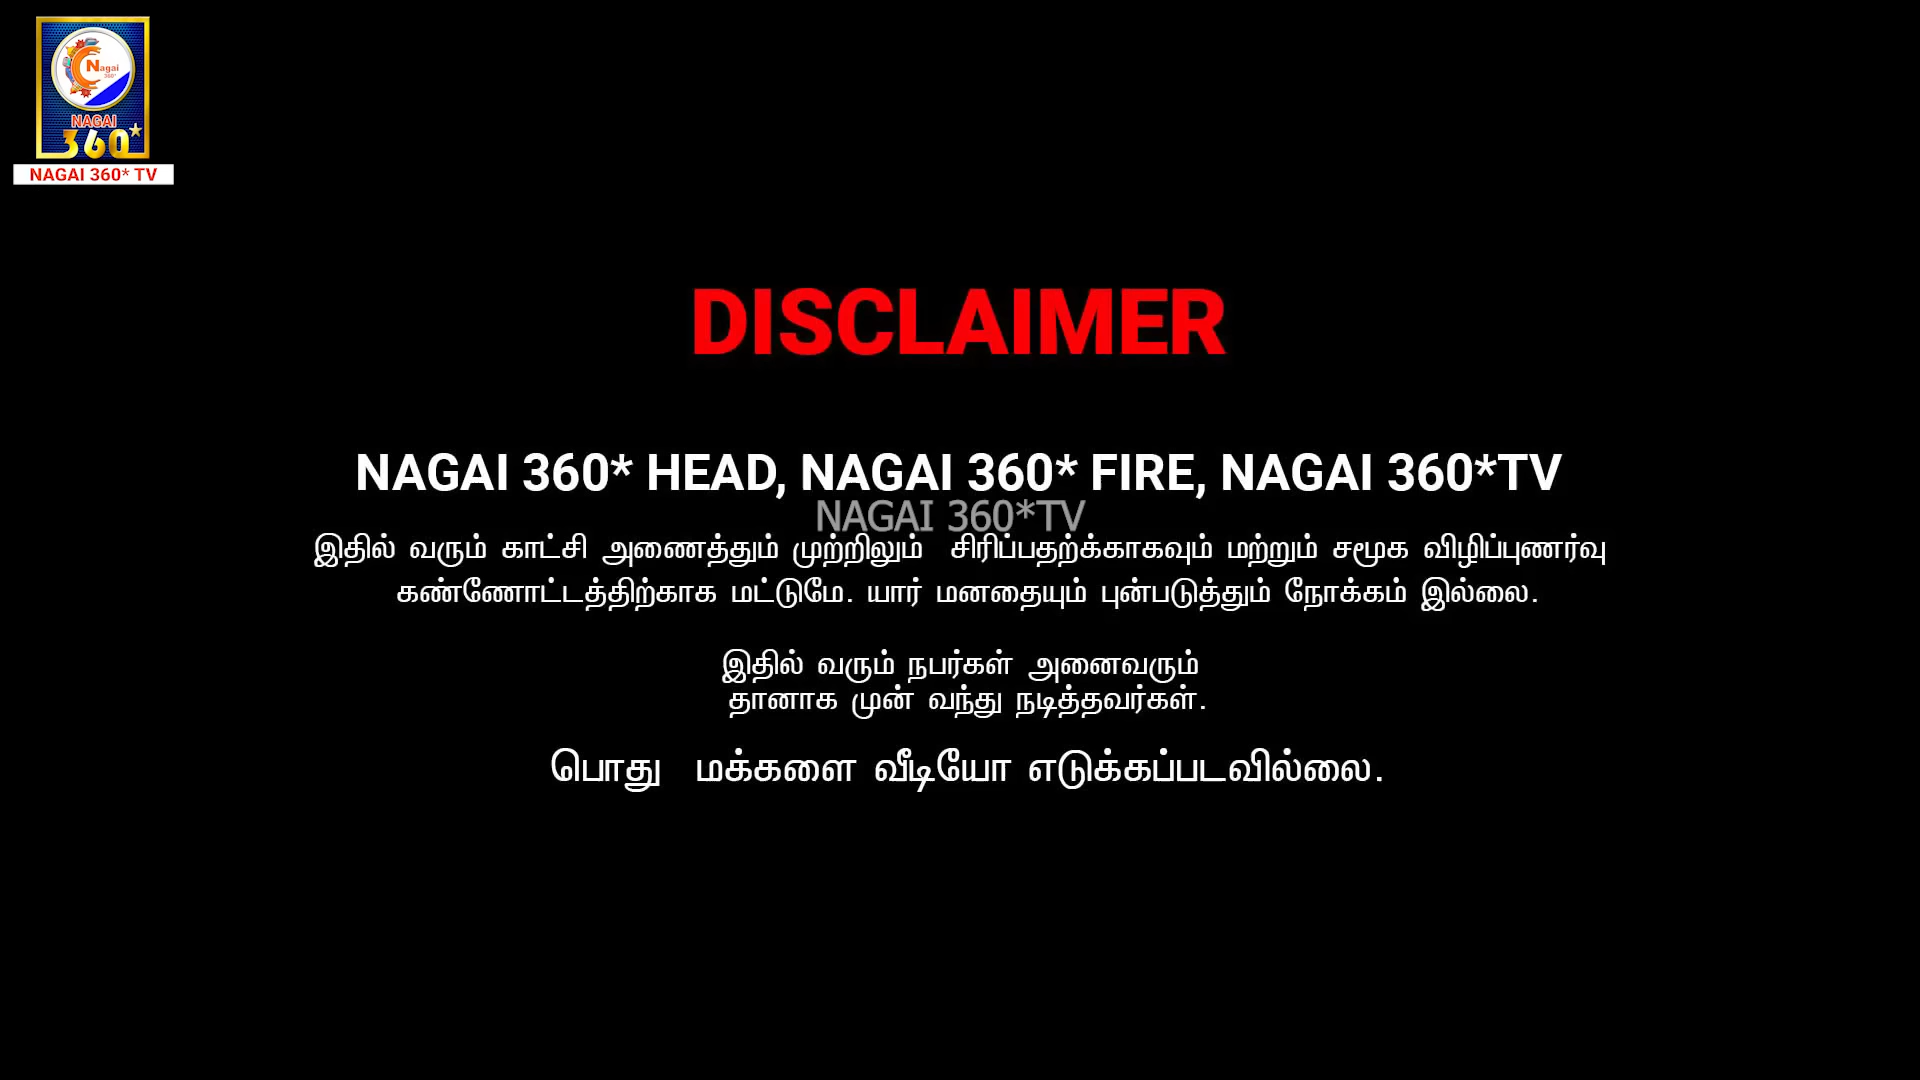 Nagai
360°
NAGAI
360*
NAGAI 360* TV
DISCLAIMER
NAGAI 360* HEAD, NAGAI 360* FIRE, NAGAI 360*TV
NAGAI 360*TV
இதில் வரும் காட்சி அணைத்தும் முற்றிலும் சிரிப்பதற்க்காகவும் மற்றும் சமூக விழிப்புணர்வு
கண்ணோட்டத்திற்காக மட்டுமே. யார் மனதையும் புன்படுத்தும் நோக்கம் இல்லை.
இதில் வரும் நபர்கள் அனைவரும்
தானாக முன் வந்து நடித்தவர்கள்.
பொது மக்களை வீடியோ எடுக்கப்படவில்லை.